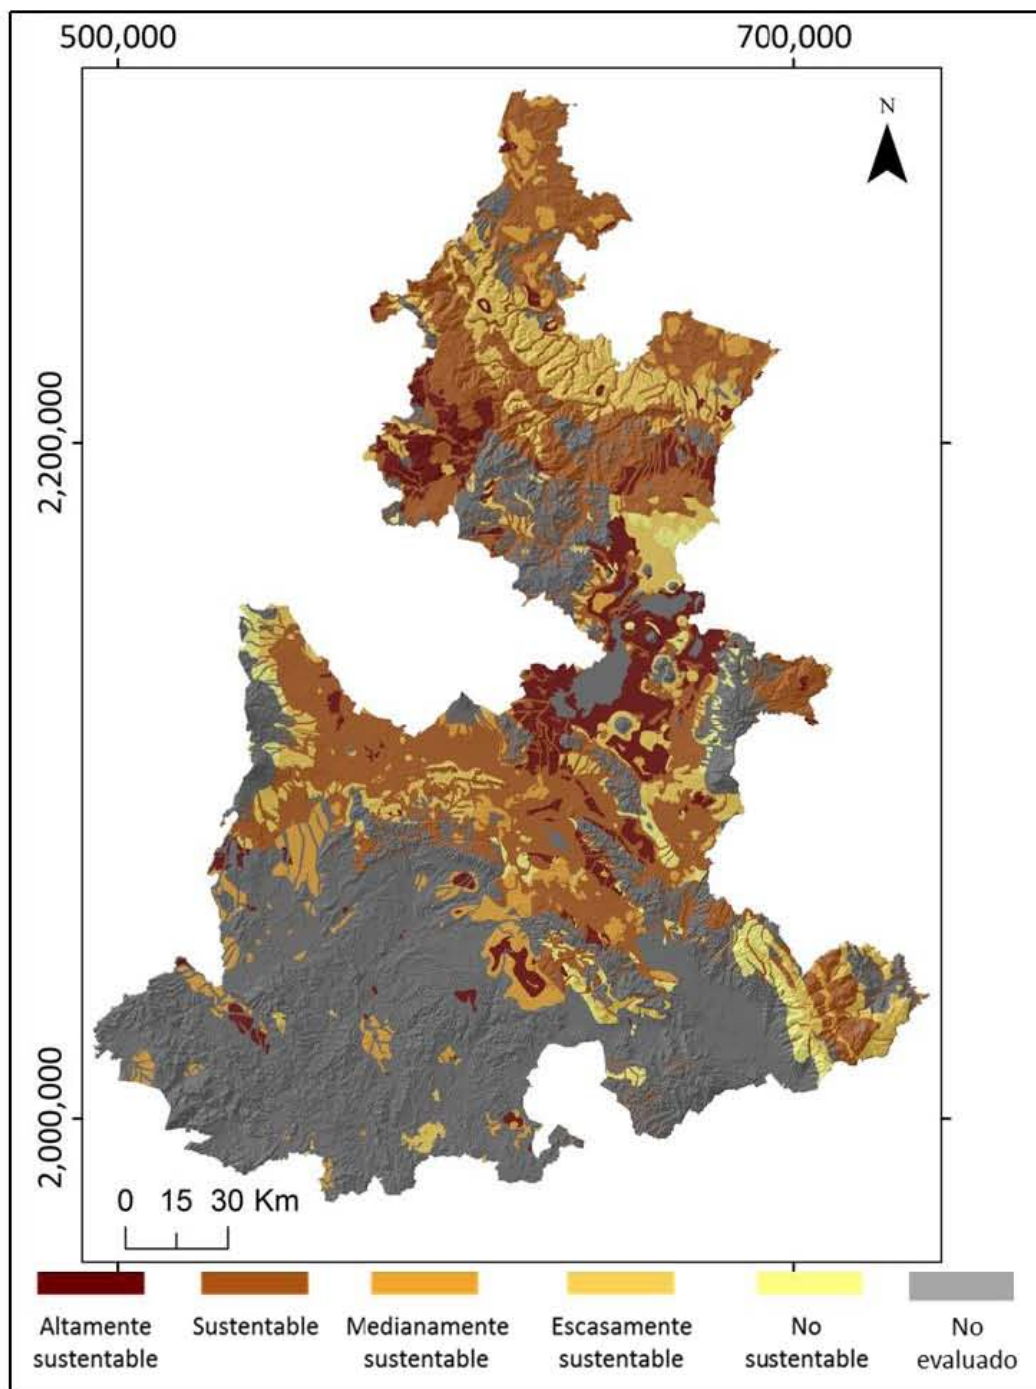 500,000
700,000
N
2,200,000
2,000,000
0 15 30 Km
Altamente
sustentable
Sustentable
Medianamente
sustentable
Escasamente
sustentable
No
sustentable
No
evaluado